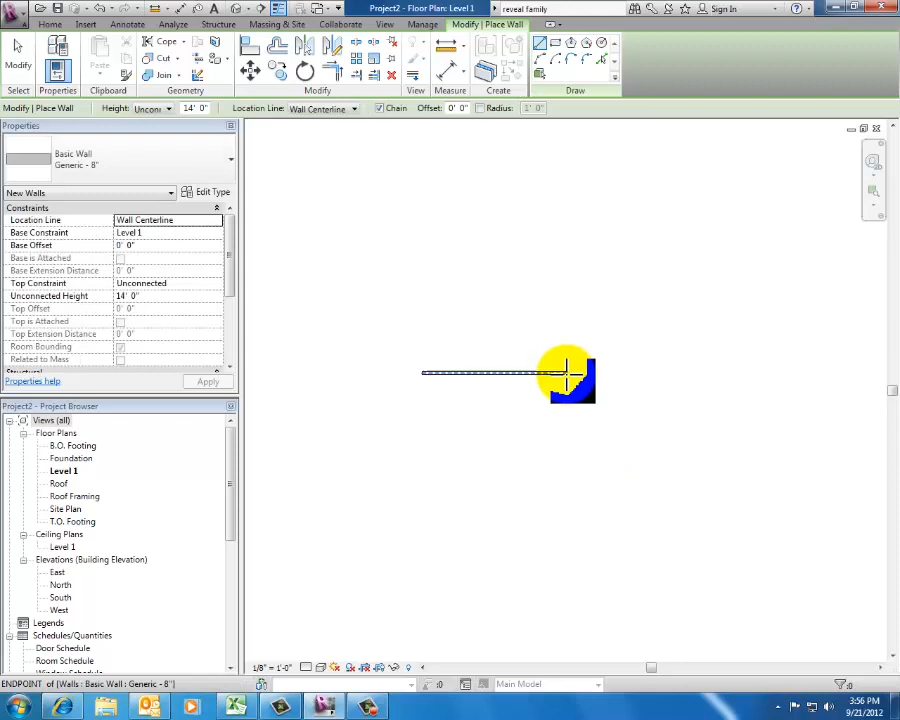 Project2 - Floor Plan: Level 1
reveal family
Sign In
Home Insert Annotate Analyze Structure Massing & Site Collaborate View Manage Modify | Place Wall
Modify
Paste
Cope
Cut
Join
Select Properties Clipboard Geometry Modify View Measure Create Draw
Modify | Place Wall Height: Uncon 14' 0" Location Line: Wall Centerline Chain Offset: 0' 0" Radius: 1' 0"
Properties
Basic Wall
Generic - 8"
New Walls Edit Type
Constraints
Location Line Wall Centerline
Base Constraint Level 1
Base Offset 0' 0"
Base is Attached
Base Extension Distance 0' 0"
Top Constraint Unconnected
Unconnected Height 14' 0"
Top Offset 0' 0"
Top is Attached
Top Extension Distance 0' 0"
Room Bounding
Related to Mass
Structural
Properties help Apply
Project2 - Project Browser
Views (all)
Floor Plans
B.O. Footing
Foundation
Level 1
Roof
Roof Framing
Site Plan
T.O. Footing
Ceiling Plans
Level 1
Elevations (Building Elevation)
East
North
South
West
Legends
Schedules/Quantities
Door Schedule
Room Schedule
1/8" = 1'-0"
ENDPOINT of [Walls : Basic Wall : Generic - 8"]
:0 Main Model :0
3:56 PM
9/21/2012